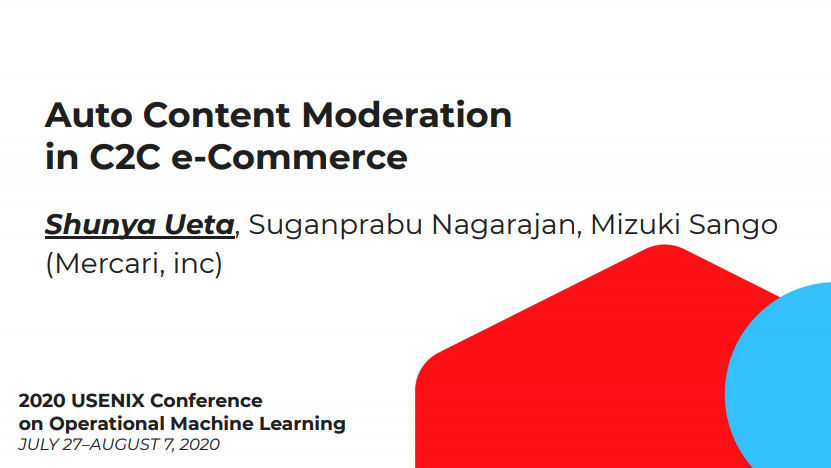 Auto Content Moderation
in C2C e-Commerce
Shunya Ueta, Suganprabu Nagarajan, Mizuki Sango
(Mercari, inc)
2020 USENIX Conference
on Operational Machine Learning
JULY 27–AUGUST 7, 2020